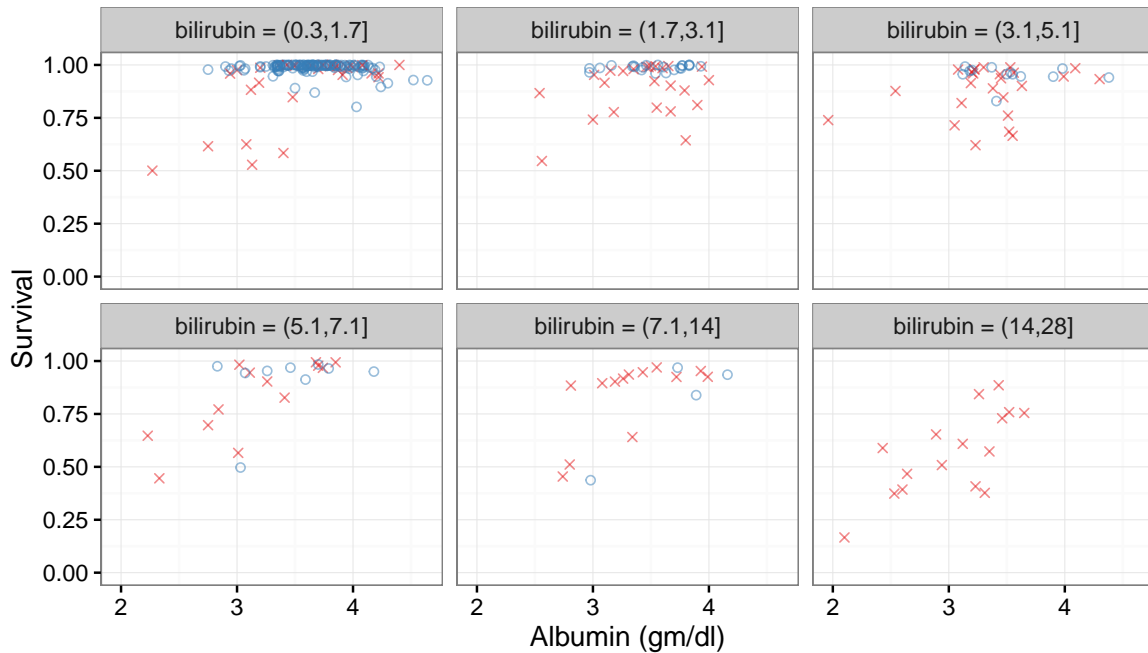 bilirubin = (0.3,1.7]
bilirubin = (1.7,3.1]
bilirubin = (3.1,5.1]
1.00
0.75
0.50
0.25
0.00
Survival
bilirubin = (5.1,7.1]
bilirubin = (7.1,14]
bilirubin = (14,28]
1.00
0.75
0.50
0.25
0.00
2 3 4
2 3 4
2 3 4
Albumin (gm/dl)